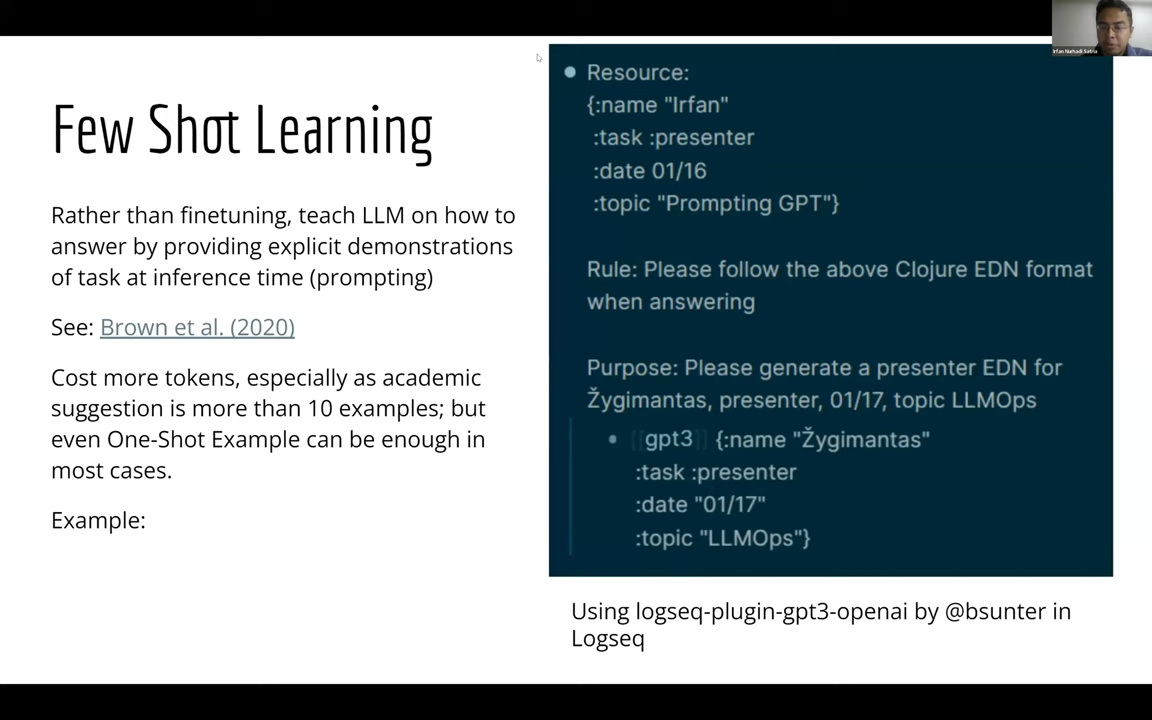 Few Shot Learning
Rather than finetuning, teach LLM on how to
answer by providing explicit demonstrations
of task at inference time (prompting)
See: Brown et al. (2020)
Cost more tokens, especially as academic
suggestion is more than 10 examples; but
even One-Shot Example can be enough in
most cases.
Example:
Resource:
{:name "Irfan"
:task :presenter
:date 01/16
:topic "Prompting GPT"}
Rule: Please follow the above Clojure EDN format
when answering
Purpose: Please generate a presenter EDN for
Žygimantas, presenter, 01/17, topic LLMOps
[[gpt3]] {:name "Žygimantas"
:task :presenter
:date "01/17"
:topic "LLMOps"}
Using logseq-plugin-gpt3-openai by @bsunter in
Logseq
Irfan Nurhadi Satria